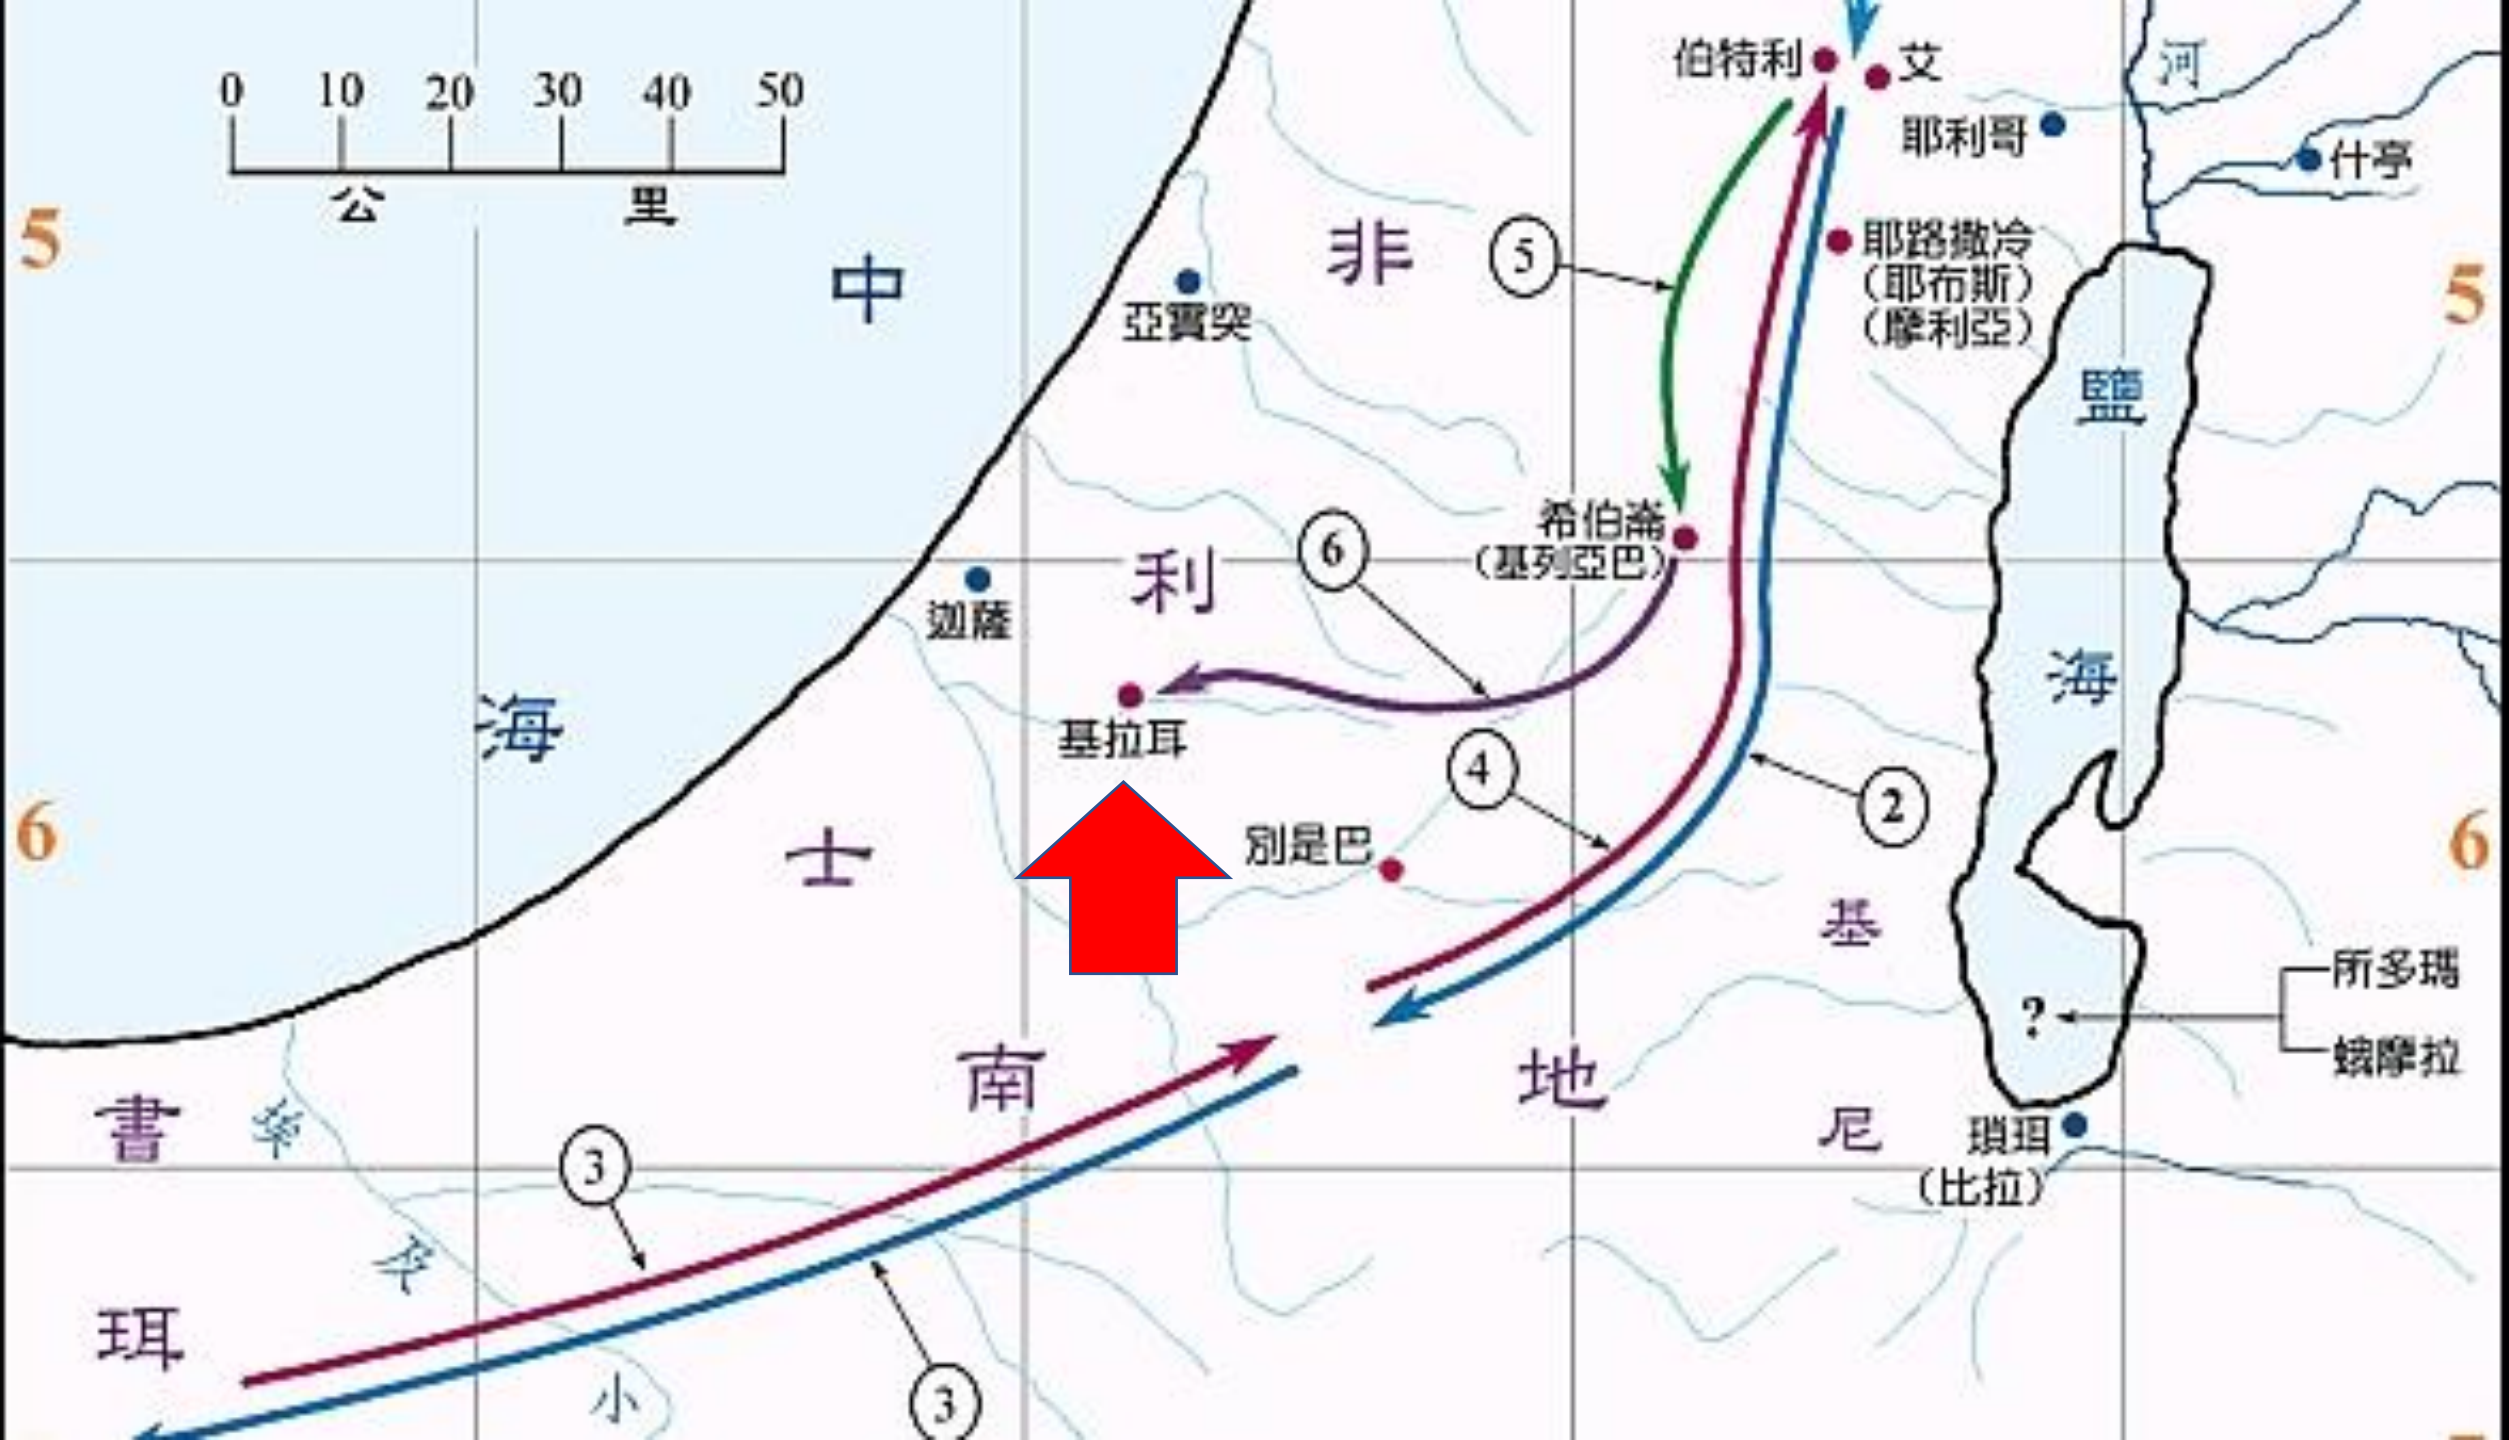 0 10 20 30 40 50
公里
中
海
5
5
6
6
伯特利
艾
河
耶利哥
什亭
耶路撒冷
（耶布斯）
（摩利亞）
非
利
士
亞實突
5
鹽
海
希伯崙
（基列亞巴）
6
迦薩
基拉耳
4
2
別是巴
基
尼
所多瑪
?
蛾摩拉
南
地
書
珥
埃
及
小
3
3
瑣珥
（比拉）